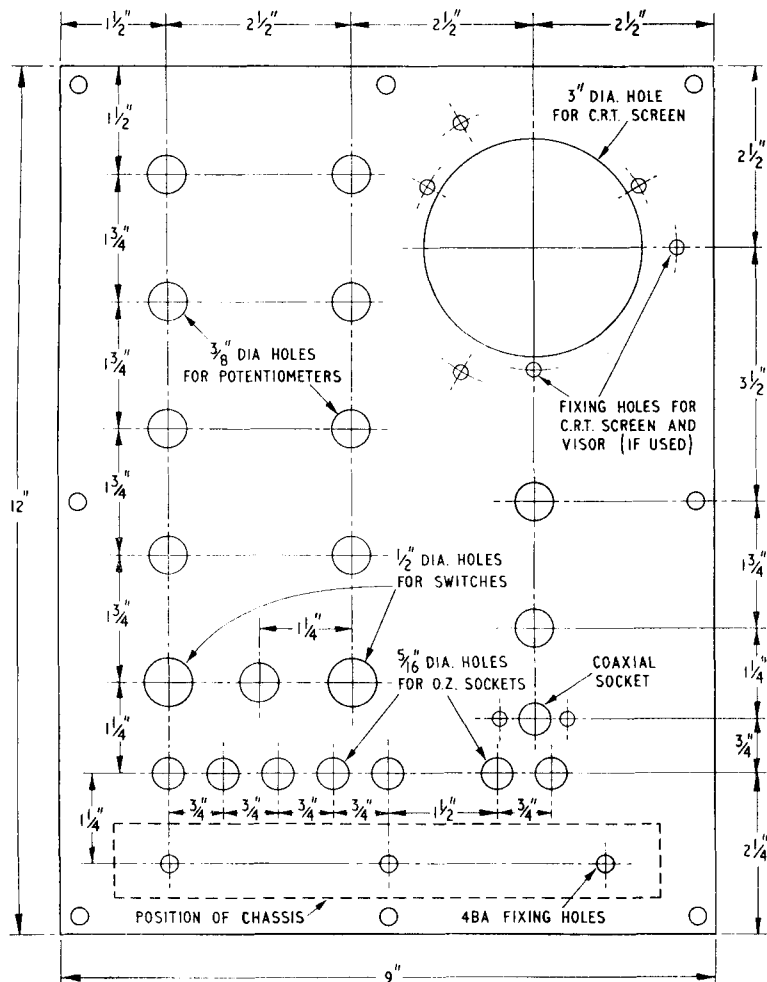 1½" 2½" 2½" 2½"
3" DIA. HOLE
FOR C.R.T. SCREEN
1½"
2½"
1¾"
1¾"
3/8" DIA HOLES
FOR POTENTIOMETERS
3½"
FIXING HOLES FOR
C.R.T. SCREEN AND
VISOR (IF USED)
1¾"
12"
1¾"
½" DIA. HOLES
FOR SWITCHES
1¾"
1¼"
5/16" DIA. HOLES
FOR O.Z. SOCKETS
COAXIAL
SOCKET
1¼"
1¼"
¾"
¾" ¾" ¾" ¾" 1½" ¾"
1¼"
2¼"
POSITION OF CHASSIS
4BA FIXING HOLES
9"